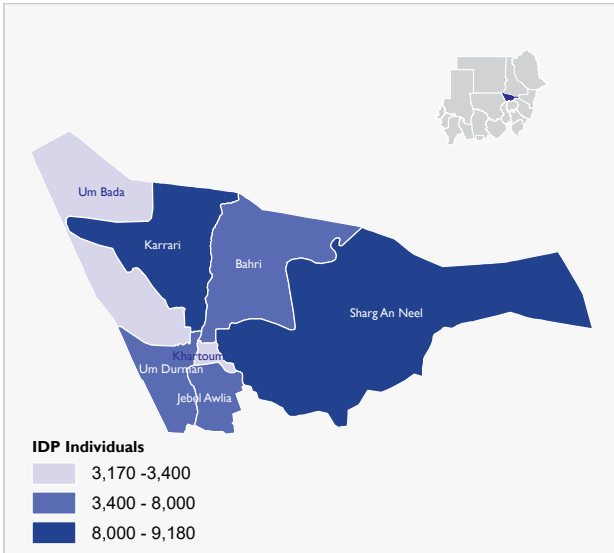 Um Bada
Karrari
Bahri
Sharg An Neel
Khartoum
Um Durman
Jebel Awlia
IDP Individuals
3,170 -3,400
3,400 - 8,000
8,000 - 9,180